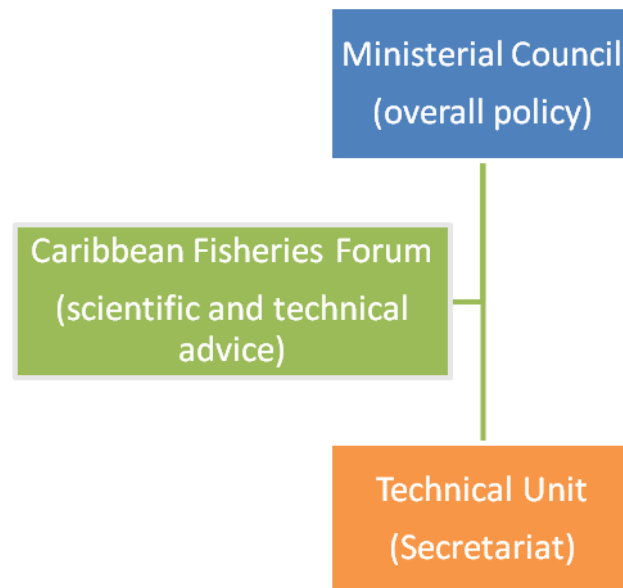 Ministerial Council
(overall policy)
Caribbean Fisheries Forum
(scientific and technical
advice)
Technical Unit
(Secretariat)